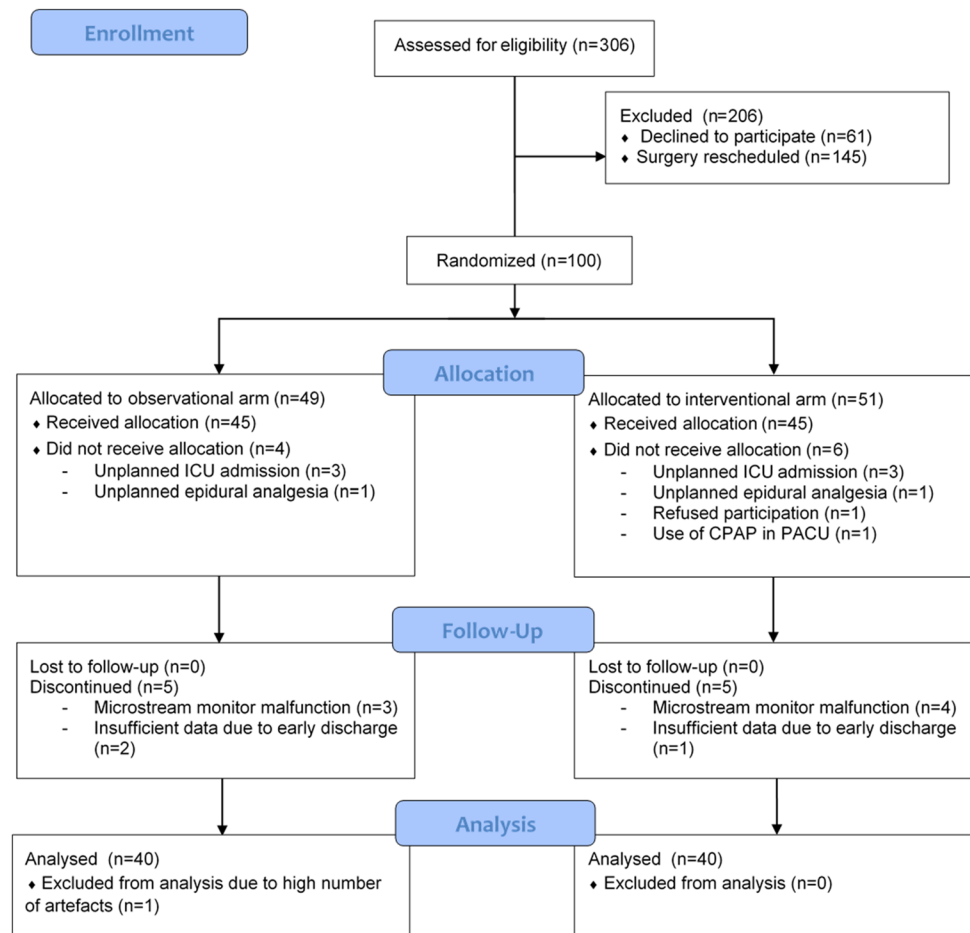 Enrollment
Assessed for eligibility (n=306)
Excluded (n=206)
♦ Declined to participate (n=61)
♦ Surgery rescheduled (n=145)
Randomized (n=100)
Allocation
Allocated to observational arm (n=49)
♦ Received allocation (n=45)
♦ Did not receive allocation (n=4)
- Unplanned ICU admission (n=3)
- Unplanned epidural analgesia (n=1)
Allocated to interventional arm (n=51)
♦ Received allocation (n=45)
♦ Did not receive allocation (n=6)
- Unplanned ICU admission (n=3)
- Unplanned epidural analgesia (n=1)
- Refused participation (n=1)
- Use of CPAP in PACU (n=1)
Follow-Up
Lost to follow-up (n=0)
Discontinued (n=5)
- Microstream monitor malfunction (n=3)
- Insufficient data due to early discharge
(n=2)
Lost to follow-up (n=0)
Discontinued (n=5)
- Microstream monitor malfunction (n=4)
- Insufficient data due to early discharge
(n=1)
Analysis
Analysed (n=40)
♦ Excluded from analysis due to high number
of artefacts (n=1)
Analysed (n=40)
♦ Excluded from analysis (n=0)